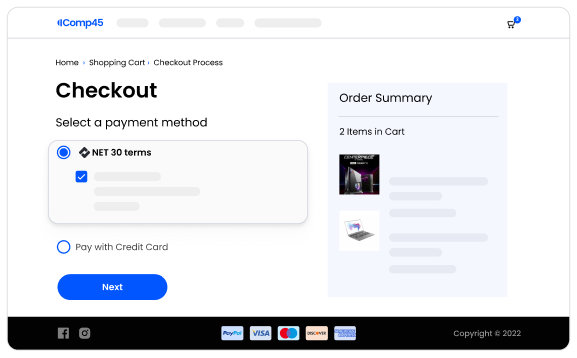 Comp45
Home › Shopping Cart › Checkout Process
Checkout
Select a payment method
NET 30 terms
Pay with Credit Card
Next
Order Summary
2 Items in Cart
PayPal VISA DISCOVER
Copyright © 2022